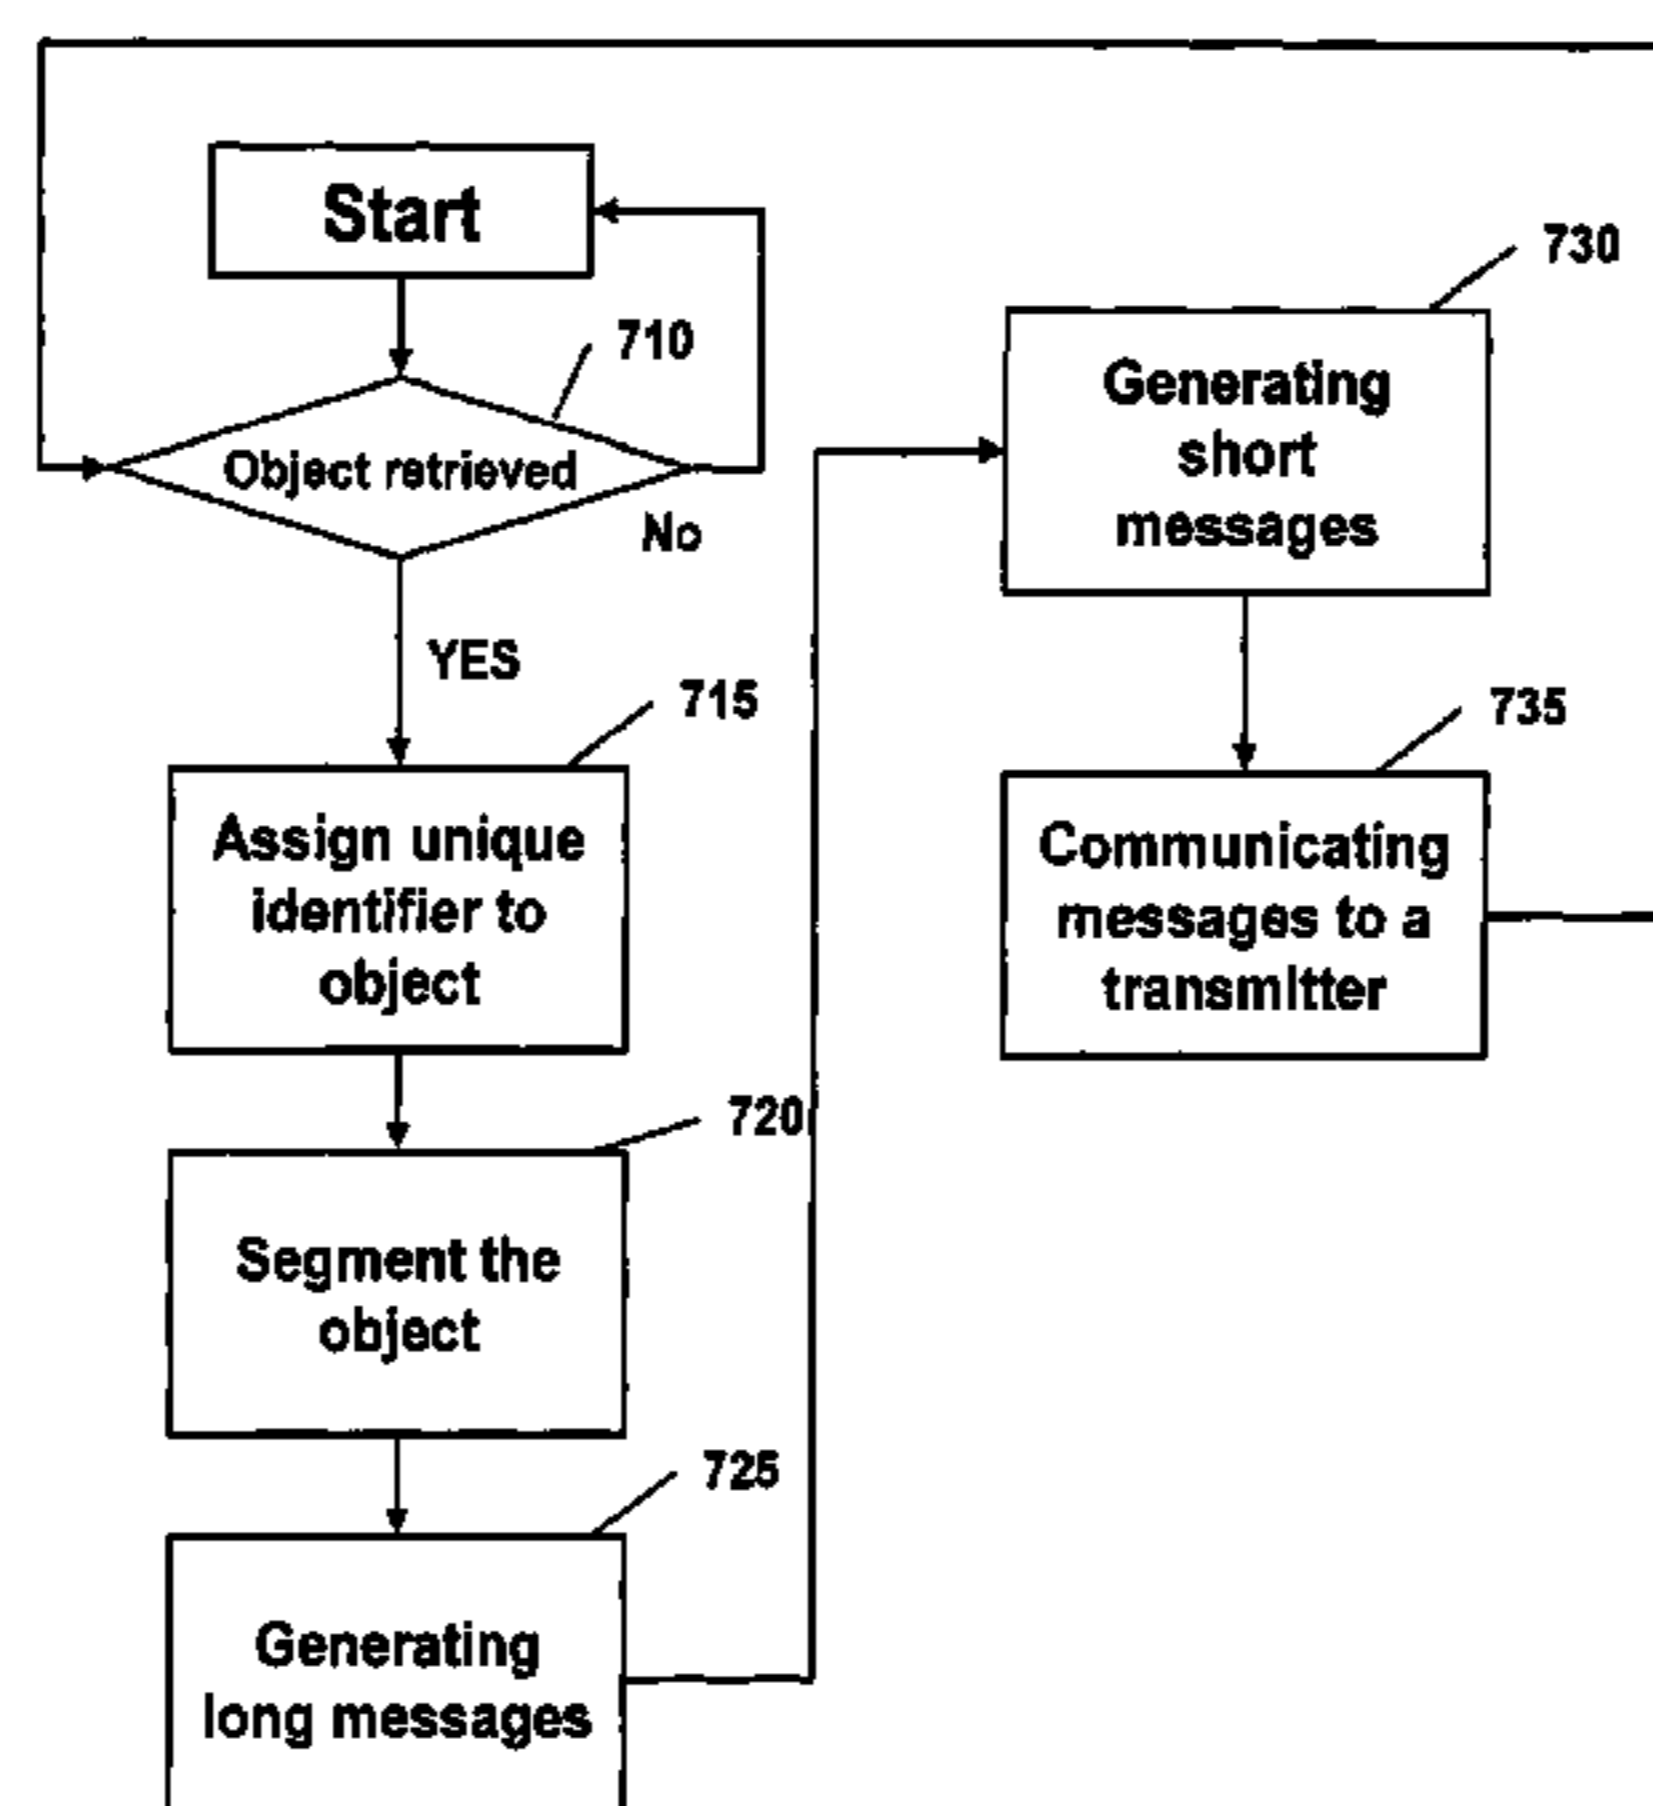 Start
710
Object retrieved
No
YES
715
Assign unique
identifier to
object
720
Segment the
object
725
Generating
long messages
730
Generating
short
messages
735
Communicating
messages to a
transmitter